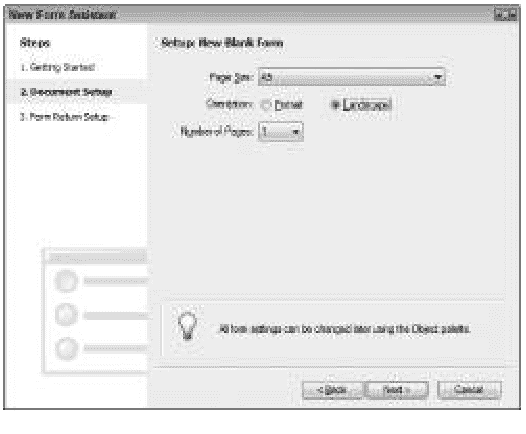 New Form Assistant
Steps
1. Getting Started
2. Document Setup
3. Form Return Setup
Setup: New Blank Form
Page Size:
Orientation: Portrait Landscape
Number of Pages: 1
All form settings can be changed later using the Object palette.
< Back Next > Cancel